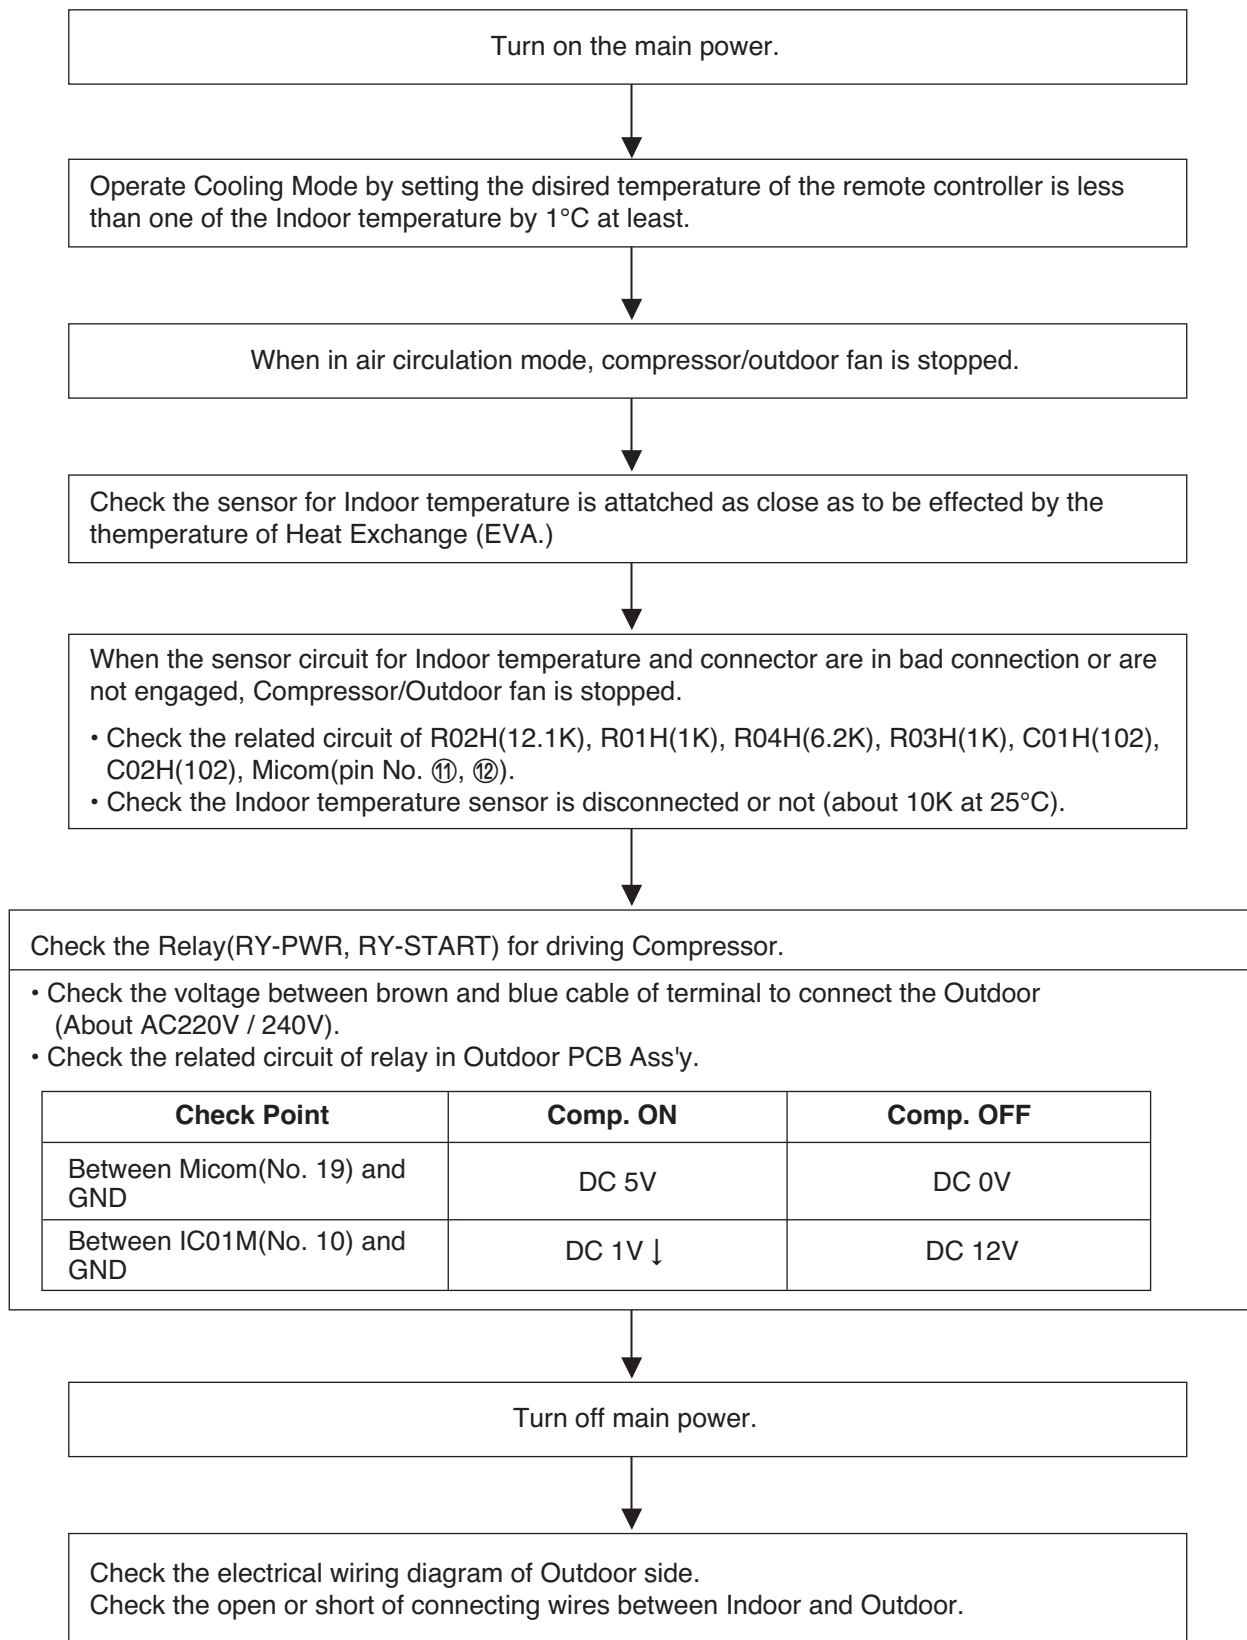 Turn on the main power.
Operate Cooling Mode by setting the disired temperature of the remote controller is less
than one of the Indoor temperature by 1°C at least.
When in air circulation mode, compressor/outdoor fan is stopped.
Check the sensor for Indoor temperature is attatched as close as to be effected by the
themperature of Heat Exchange (EVA.)
When the sensor circuit for Indoor temperature and connector are in bad connection or are
not engaged, Compressor/Outdoor fan is stopped.
• Check the related circuit of R02H(12.1K), R01H(1K), R04H(6.2K), R03H(1K), C01H(102),
C02H(102), Micom(pin No. ⑪, ⑫).
• Check the Indoor temperature sensor is disconnected or not (about 10K at 25°C).
Check the Relay(RY-PWR, RY-START) for driving Compressor.
• Check the voltage between brown and blue cable of terminal to connect the Outdoor
(About AC220V / 240V).
• Check the related circuit of relay in Outdoor PCB Ass'y.
Check Point Comp. ON Comp. OFF
Between Micom(No. 19) and
GND DC 5V DC 0V
Between IC01M(No. 10) and
GND DC 1V ↓ DC 12V
Turn off main power.
Check the electrical wiring diagram of Outdoor side.
Check the open or short of connecting wires between Indoor and Outdoor.